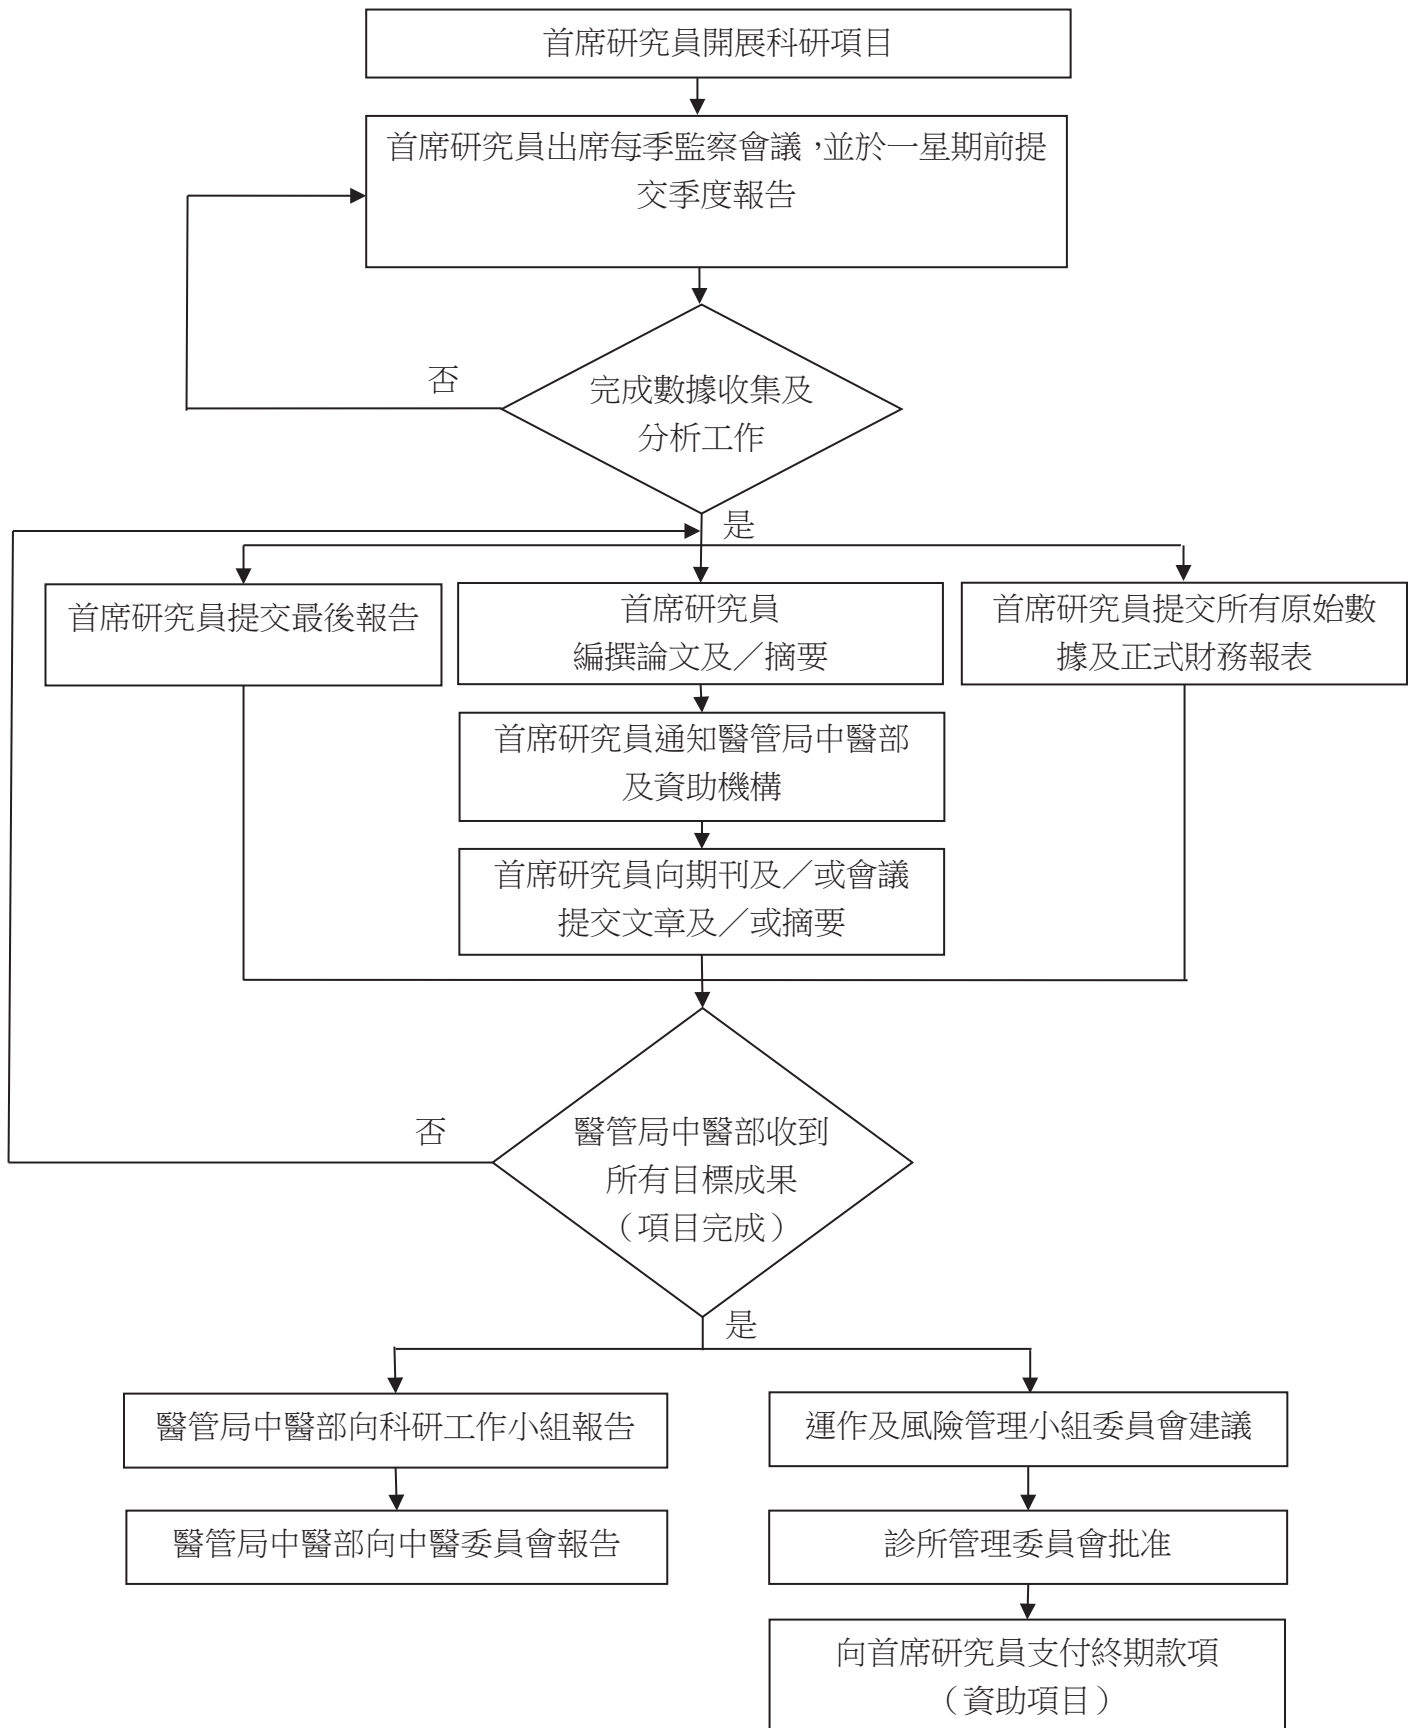 首席研究員開展科研項目
首席研究員出席每季監察會議，並於一星期前提
交季度報告
否
完成數據收集及
分析工作
是
首席研究員提交最後報告
首席研究員
編撰論文及／摘要
首席研究員提交所有原始數
據及正式財務報表
首席研究員通知醫管局中醫部
及資助機構
首席研究員向期刊及／或會議
提交文章及／或摘要
否
醫管局中醫部收到
所有目標成果
（項目完成）
是
醫管局中醫部向科研工作小組報告
運作及風險管理小組委員會建議
醫管局中醫部向中醫委員會報告
診所管理委員會批准
向首席研究員支付終期款項
（資助項目）